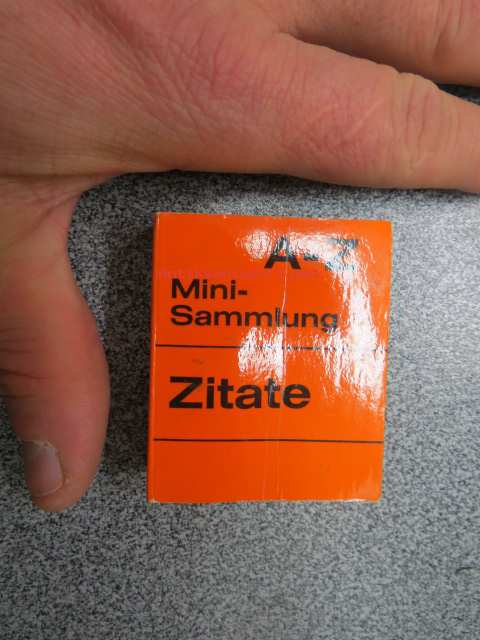 A-Z
Mini-
Sammlung
Zitate